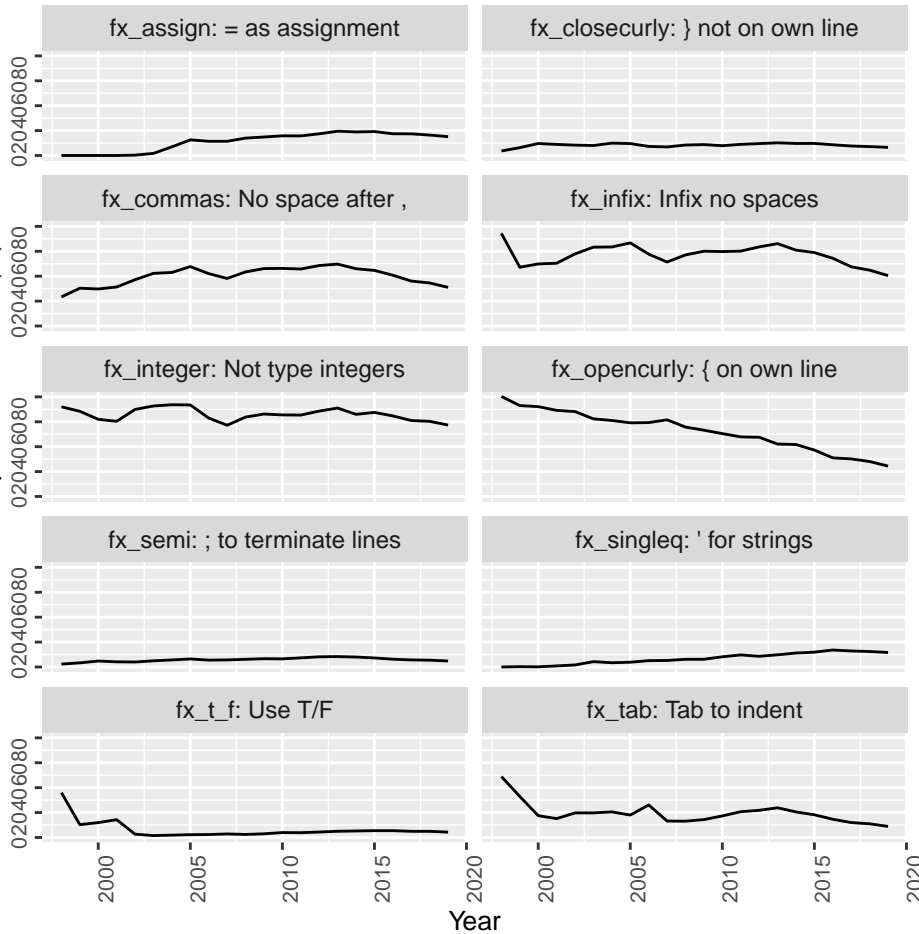 fx_assign: = as assignment
fx_closecurly: } not on own line
020406080
fx_commas: No space after ,
fx_infix: Infix no spaces
020406080
fx_integer: Not type integers
fx_opencurly: { on own line
020406080
fx_semi: ; to terminate lines
fx_singleq: ' for strings
020406080
fx_t_f: Use T/F
fx_tab: Tab to indent
020406080
2000 2005 2010 2015 2020 2000 2005 2010 2015 2020
Year